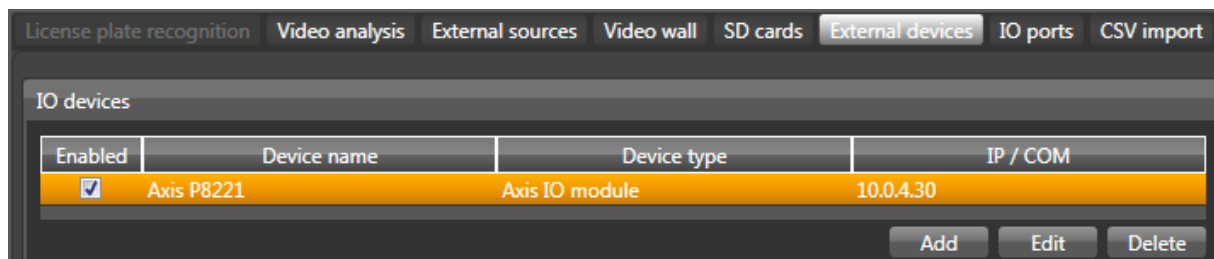 License plate recognition Video analysis External sources Video wall SD cards External devices IO ports CSV import
IO devices
Enabled Device name Device type IP / COM
Axis P8221 Axis IO module 10.0.4.30
Add Edit Delete